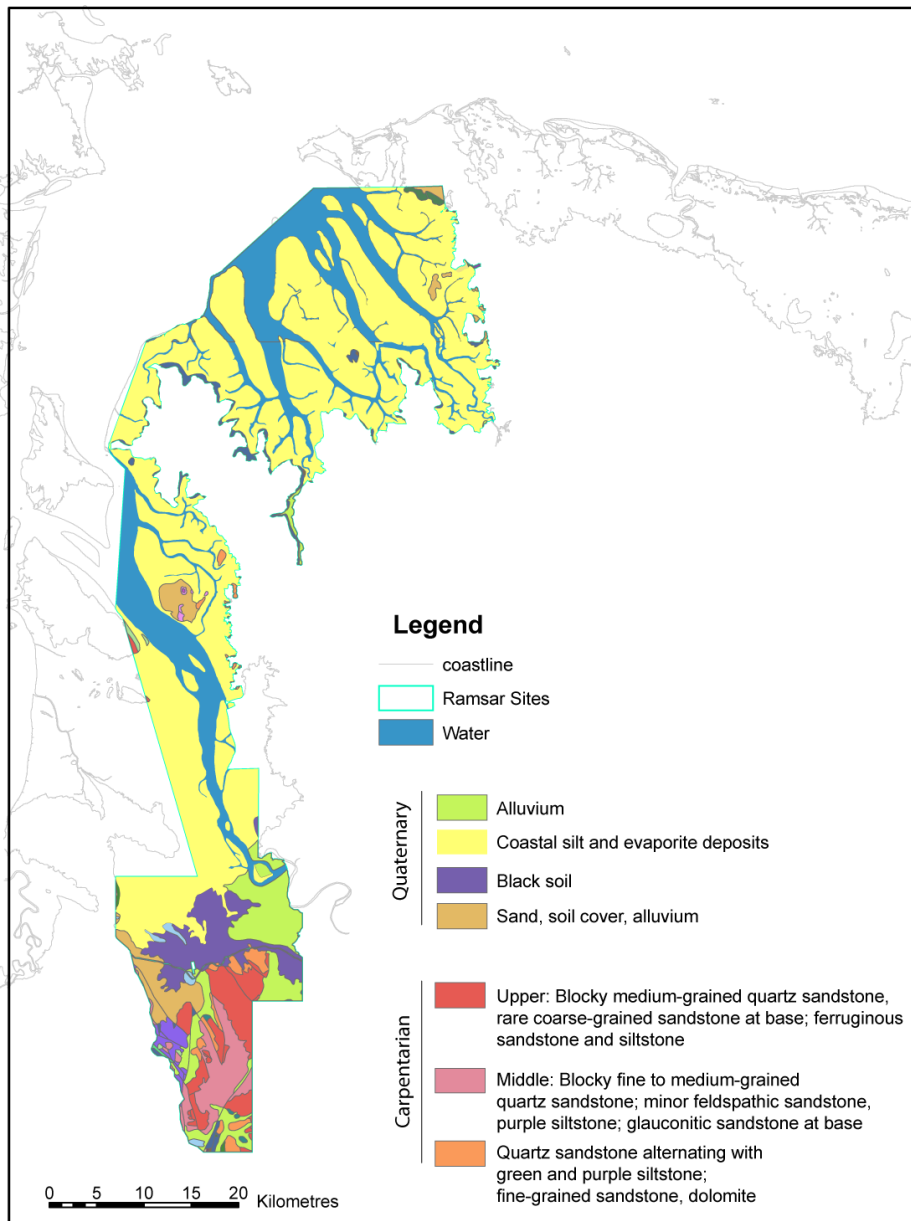 Legend
coastline
Ramsar Sites
Water
Quaternary
Alluvium
Coastal silt and evaporite deposits
Black soil
Sand, soil cover, alluvium
Carpentarian
Upper: Blocky medium-grained quartz sandstone,
rare coarse-grained sandstone at base; ferruginous
sandstone and siltstone
Middle: Blocky fine to medium-grained
quartz sandstone; minor feldspathic sandstone,
purple siltstone; glauconitic sandstone at base
Quartz sandstone alternating with
green and purple siltstone;
fine-grained sandstone, dolomite
0 5 10 15 20
Kilometres